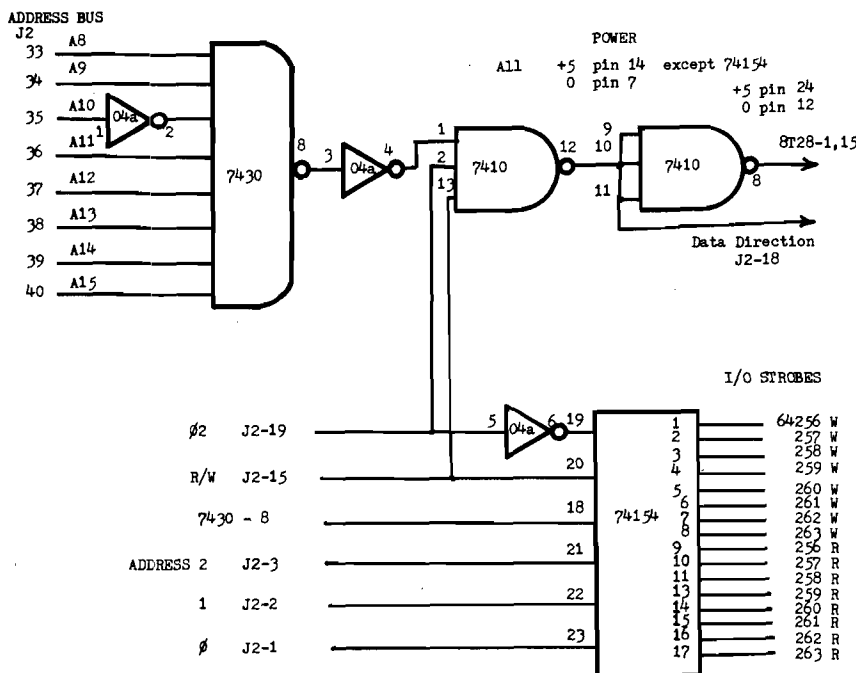 ADDRESS BUS
J2
33 A8
34 A9
35 A10
36 A11
37 A12
38 A13
39 A14
40 A15
1 04a 2
7430
8
3 04a 4
1
2
13
7410
12
9
10
11
7410
8
POWER
All +5 pin 14 except 74154
0 pin 7
+5 pin 24
0 pin 12
8T28-1,15
Data Direction
J2-18
I/O STROBES
Ø2 J2-19
R/W J2-15
7430 - 8
ADDRESS 2 J2-3
1 J2-2
Ø J2-1
5 04a 6 19
20
18
21
22
23
74154
1 64256 W
2 257 W
3 258 W
4 259 W
5 260 W
6 261 W
7 262 W
8 263 W
9 256 R
10 257 R
11 258 R
13 259 R
14 260 R
15 261 R
16 262 R
17 263 R